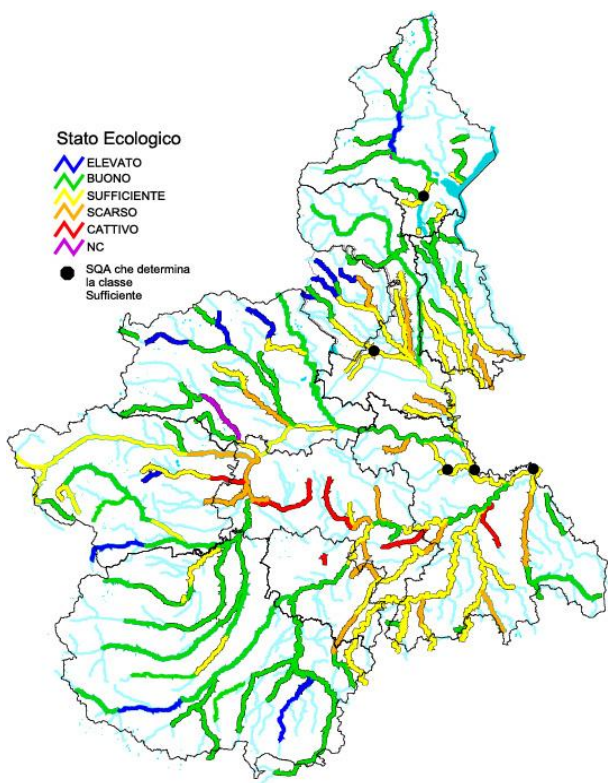 Stato Ecologico
ELEVATO
BUONO
SUFFICIENTE
SCARSO
CATTIVO
NC
SQA che determina
la classe
Sufficiente